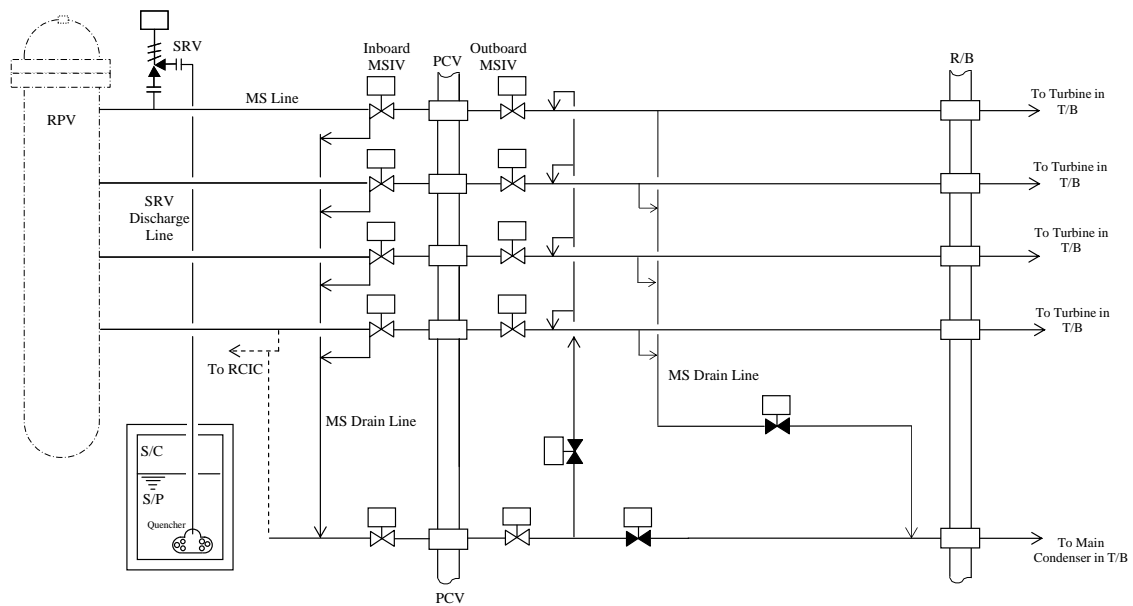 SRV
Inboard
MSIV
PCV
Outboard
MSIV
R/B
MS Line
RPV
To Turbine in
T/B
To Turbine in
T/B
SRV
Discharge
Line
To Turbine in
T/B
To Turbine in
T/B
To RCIC
MS Drain Line
MS Drain Line
S/C
S/P
Quencher
To Main
Condenser in T/B
PCV